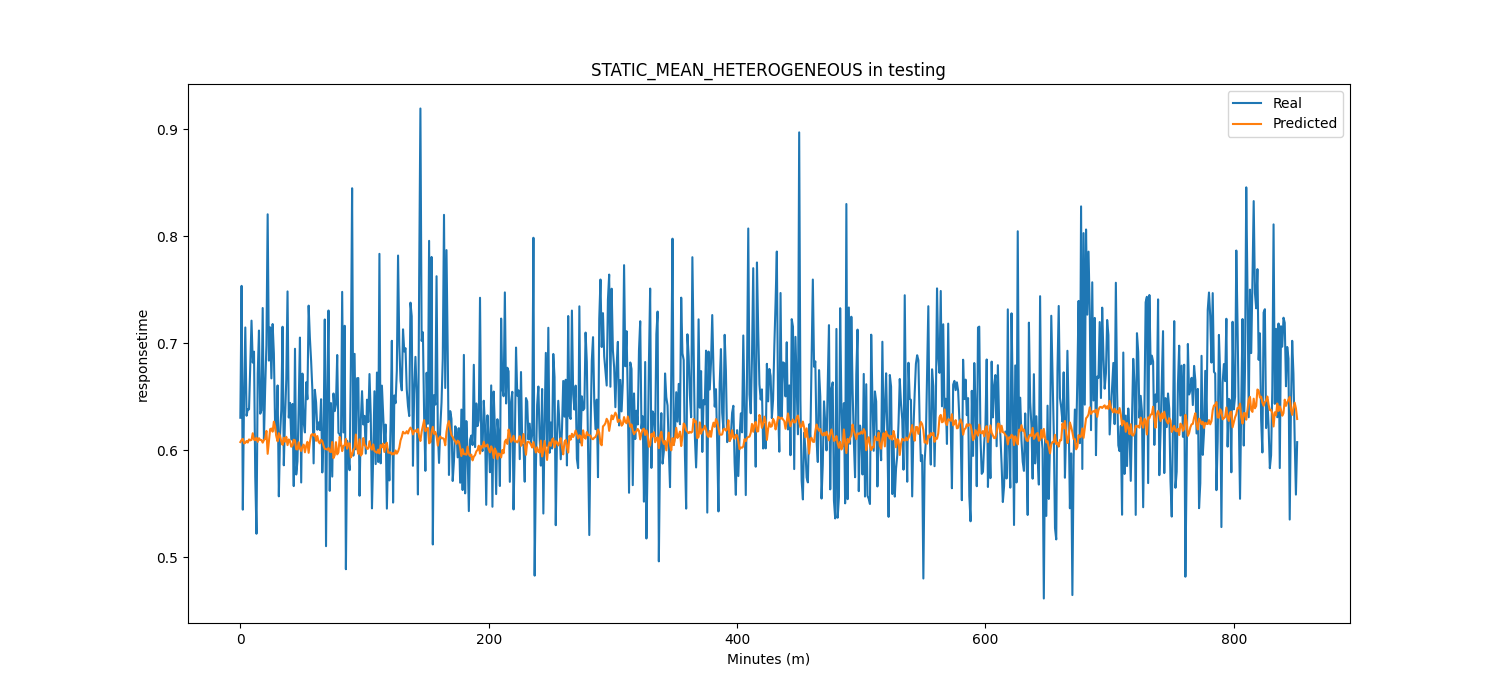 STATIC_MEAN_HETEROGENEOUS in testing
Real
Predicted
0.9
0.8
0.7
0.6
0.5
responsetime
0 200 400 600 800
Minutes (m)